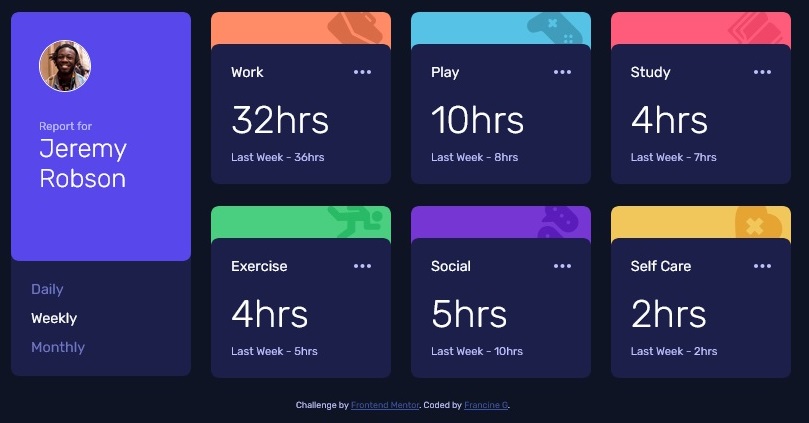 Report for
Jeremy
Robson
Daily
Weekly
Monthly
Work
32hrs
Last Week - 36hrs
Play
10hrs
Last Week - 8hrs
Study
4hrs
Last Week - 7hrs
Exercise
4hrs
Last Week - 5hrs
Social
5hrs
Last Week - 10hrs
Self Care
2hrs
Last Week - 2hrs
Challenge by Frontend Mentor. Coded by Francine G.